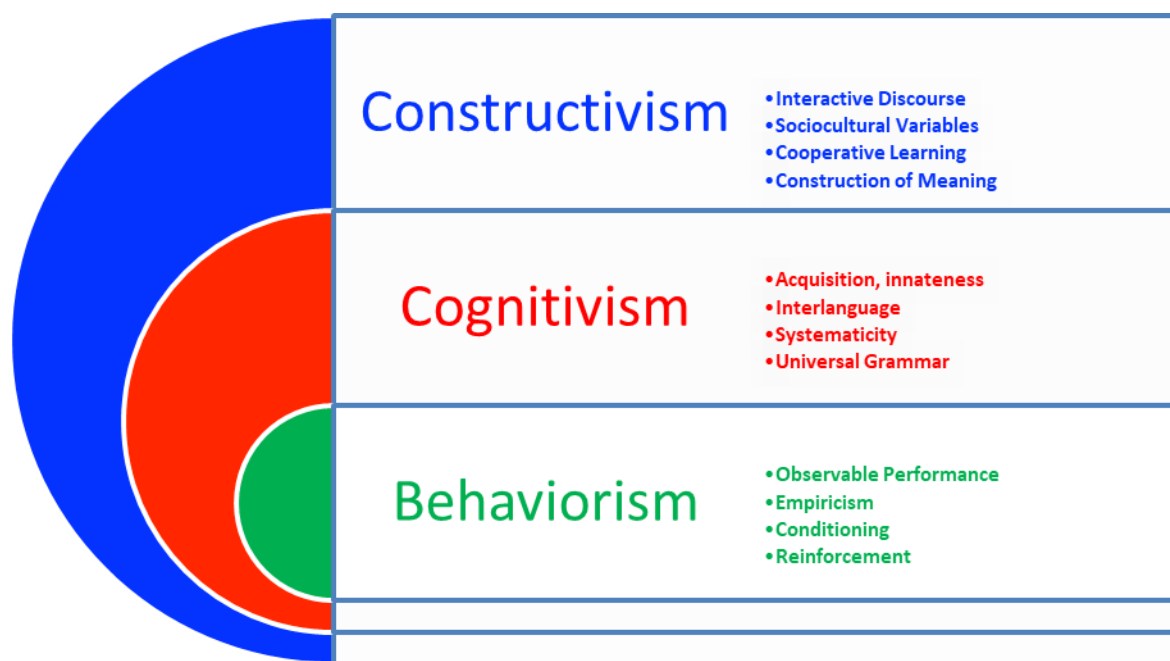 Constructivism
•Interactive Discourse
•Sociocultural Variables
•Cooperative Learning
•Construction of Meaning
Cognitivism
•Acquisition, innateness
•Interlanguage
•Systematicity
•Universal Grammar
Behaviorism
•Observable Performance
•Empiricism
•Conditioning
•Reinforcement